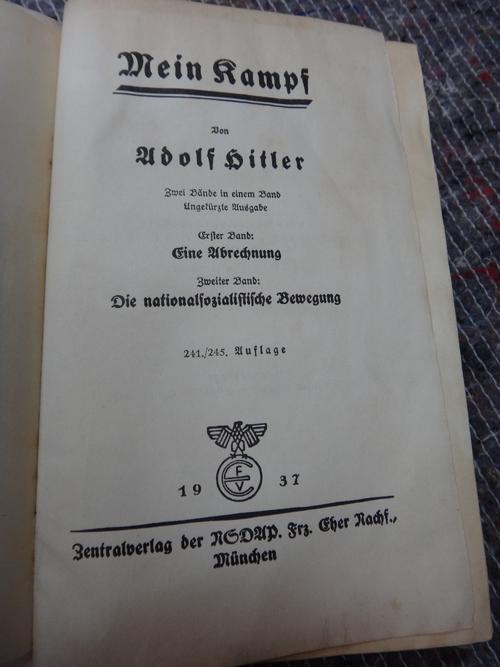 Mein Kampf
Von
Adolf Hitler
Zwei Bände in einem Band
Ungekürzte Ausgabe
Erster Band:
Eine Abrechnung
Zweiter Band:
Die nationalsozialistische Bewegung
241./245. Auflage
F
E
V
19 37
Zentralverlag der NSDAP. Frz. Eher Nachf.,
München